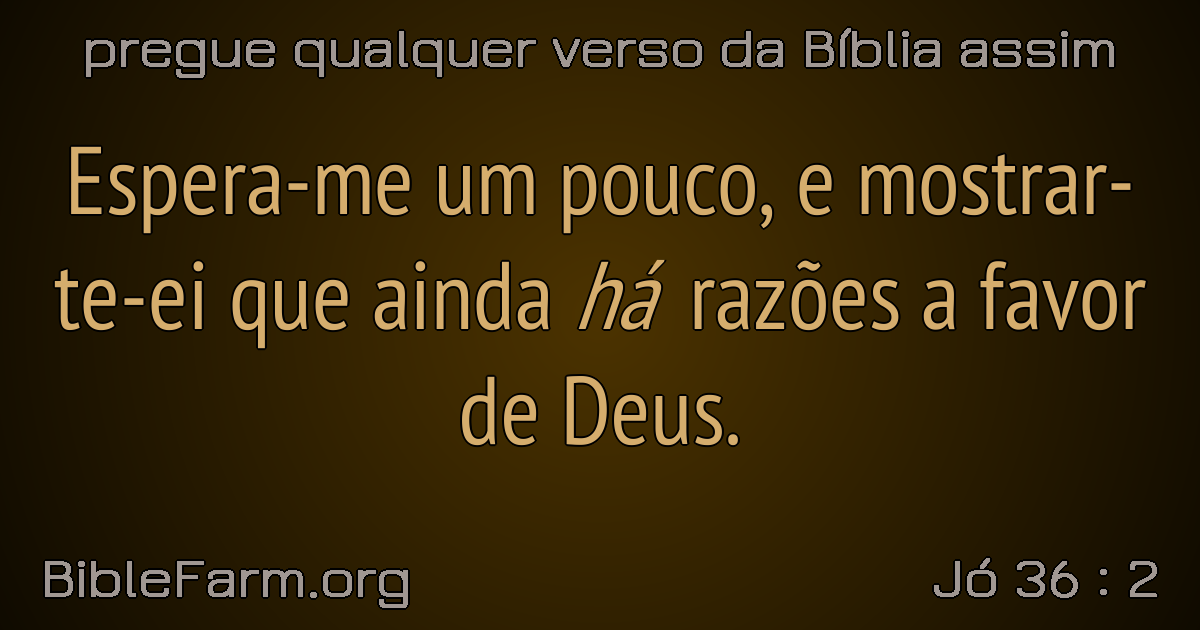 pregue qualquer verso da Bíblia assim
Espera-me um pouco, e mostrar-
te-ei que ainda há razões a favor
de Deus.
BibleFarm.org
Jó 36 : 2